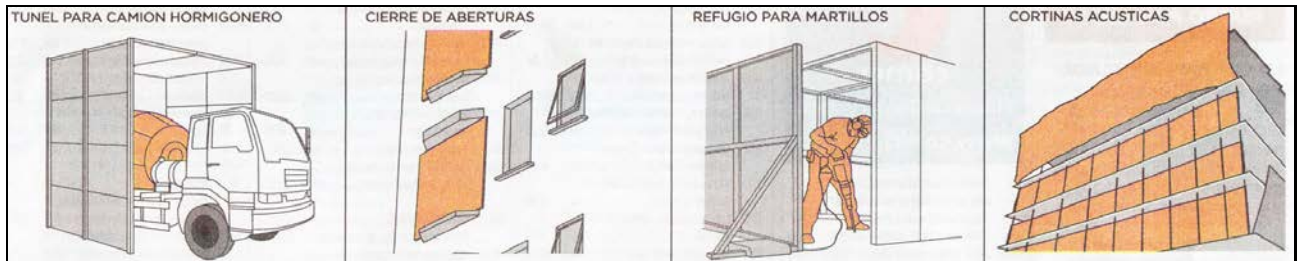 TUNEL PARA CAMION HORMIGONERO
CIERRE DE ABERTURAS
REFUGIO PARA MARTILLOS
CORTINAS ACUSTICAS